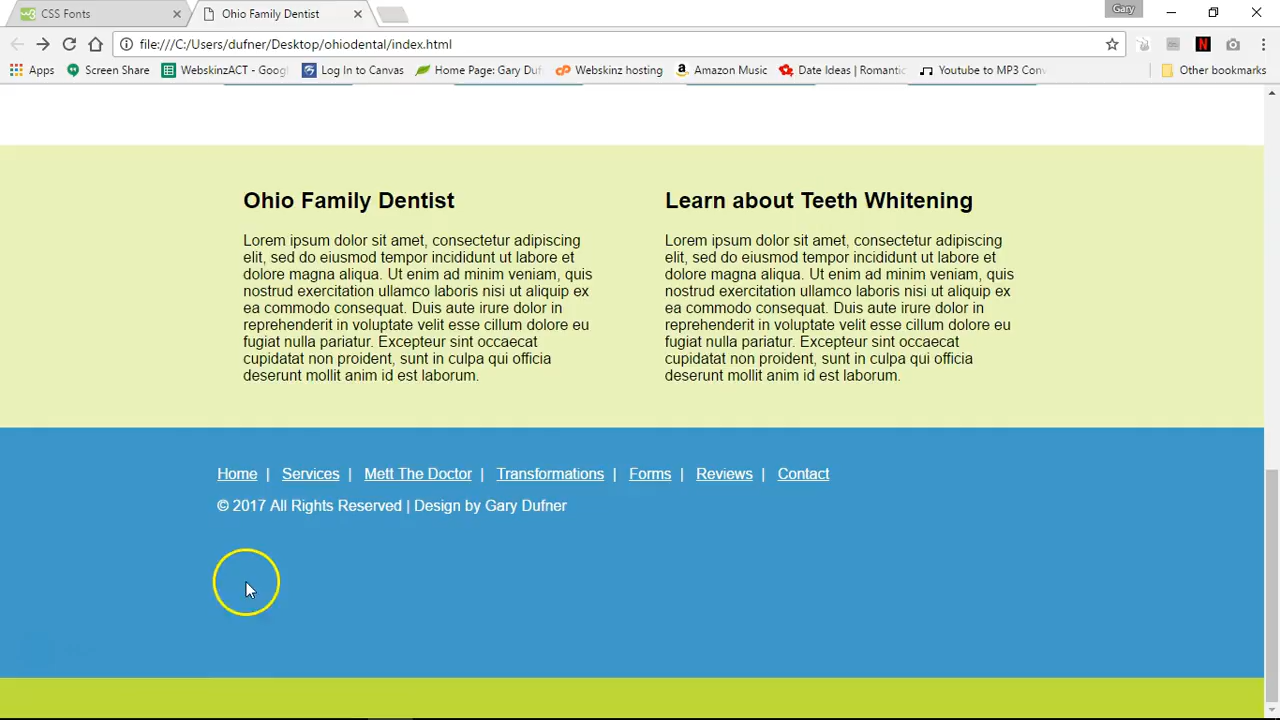 CSS Fonts
Ohio Family Dentist
Gary
file:///C:/Users/dufner/Desktop/ohiodental/index.html
Apps
Screen Share
WebskinzACT - Goog
Log In to Canvas
Home Page: Gary Duf
Webskinz hosting
Amazon Music
Date Ideas | Romantic
Youtube to MP3 Conv
Other bookmarks
Ohio Family Dentist
Lorem ipsum dolor sit amet, consectetur adipiscing
elit, sed do eiusmod tempor incididunt ut labore et
dolore magna aliqua. Ut enim ad minim veniam, quis
nostrud exercitation ullamco laboris nisi ut aliquip ex
ea commodo consequat. Duis aute irure dolor in
reprehenderit in voluptate velit esse cillum dolore eu
fugiat nulla pariatur. Excepteur sint occaecat
cupidatat non proident, sunt in culpa qui officia
deserunt mollit anim id est laborum.
Learn about Teeth Whitening
Lorem ipsum dolor sit amet, consectetur adipiscing
elit, sed do eiusmod tempor incididunt ut labore et
dolore magna aliqua. Ut enim ad minim veniam, quis
nostrud exercitation ullamco laboris nisi ut aliquip ex
ea commodo consequat. Duis aute irure dolor in
reprehenderit in voluptate velit esse cillum dolore eu
fugiat nulla pariatur. Excepteur sint occaecat
cupidatat non proident, sunt in culpa qui officia
deserunt mollit anim id est laborum.
Home | Services | Mett The Doctor | Transformations | Forms | Reviews | Contact
© 2017 All Rights Reserved | Design by Gary Dufner